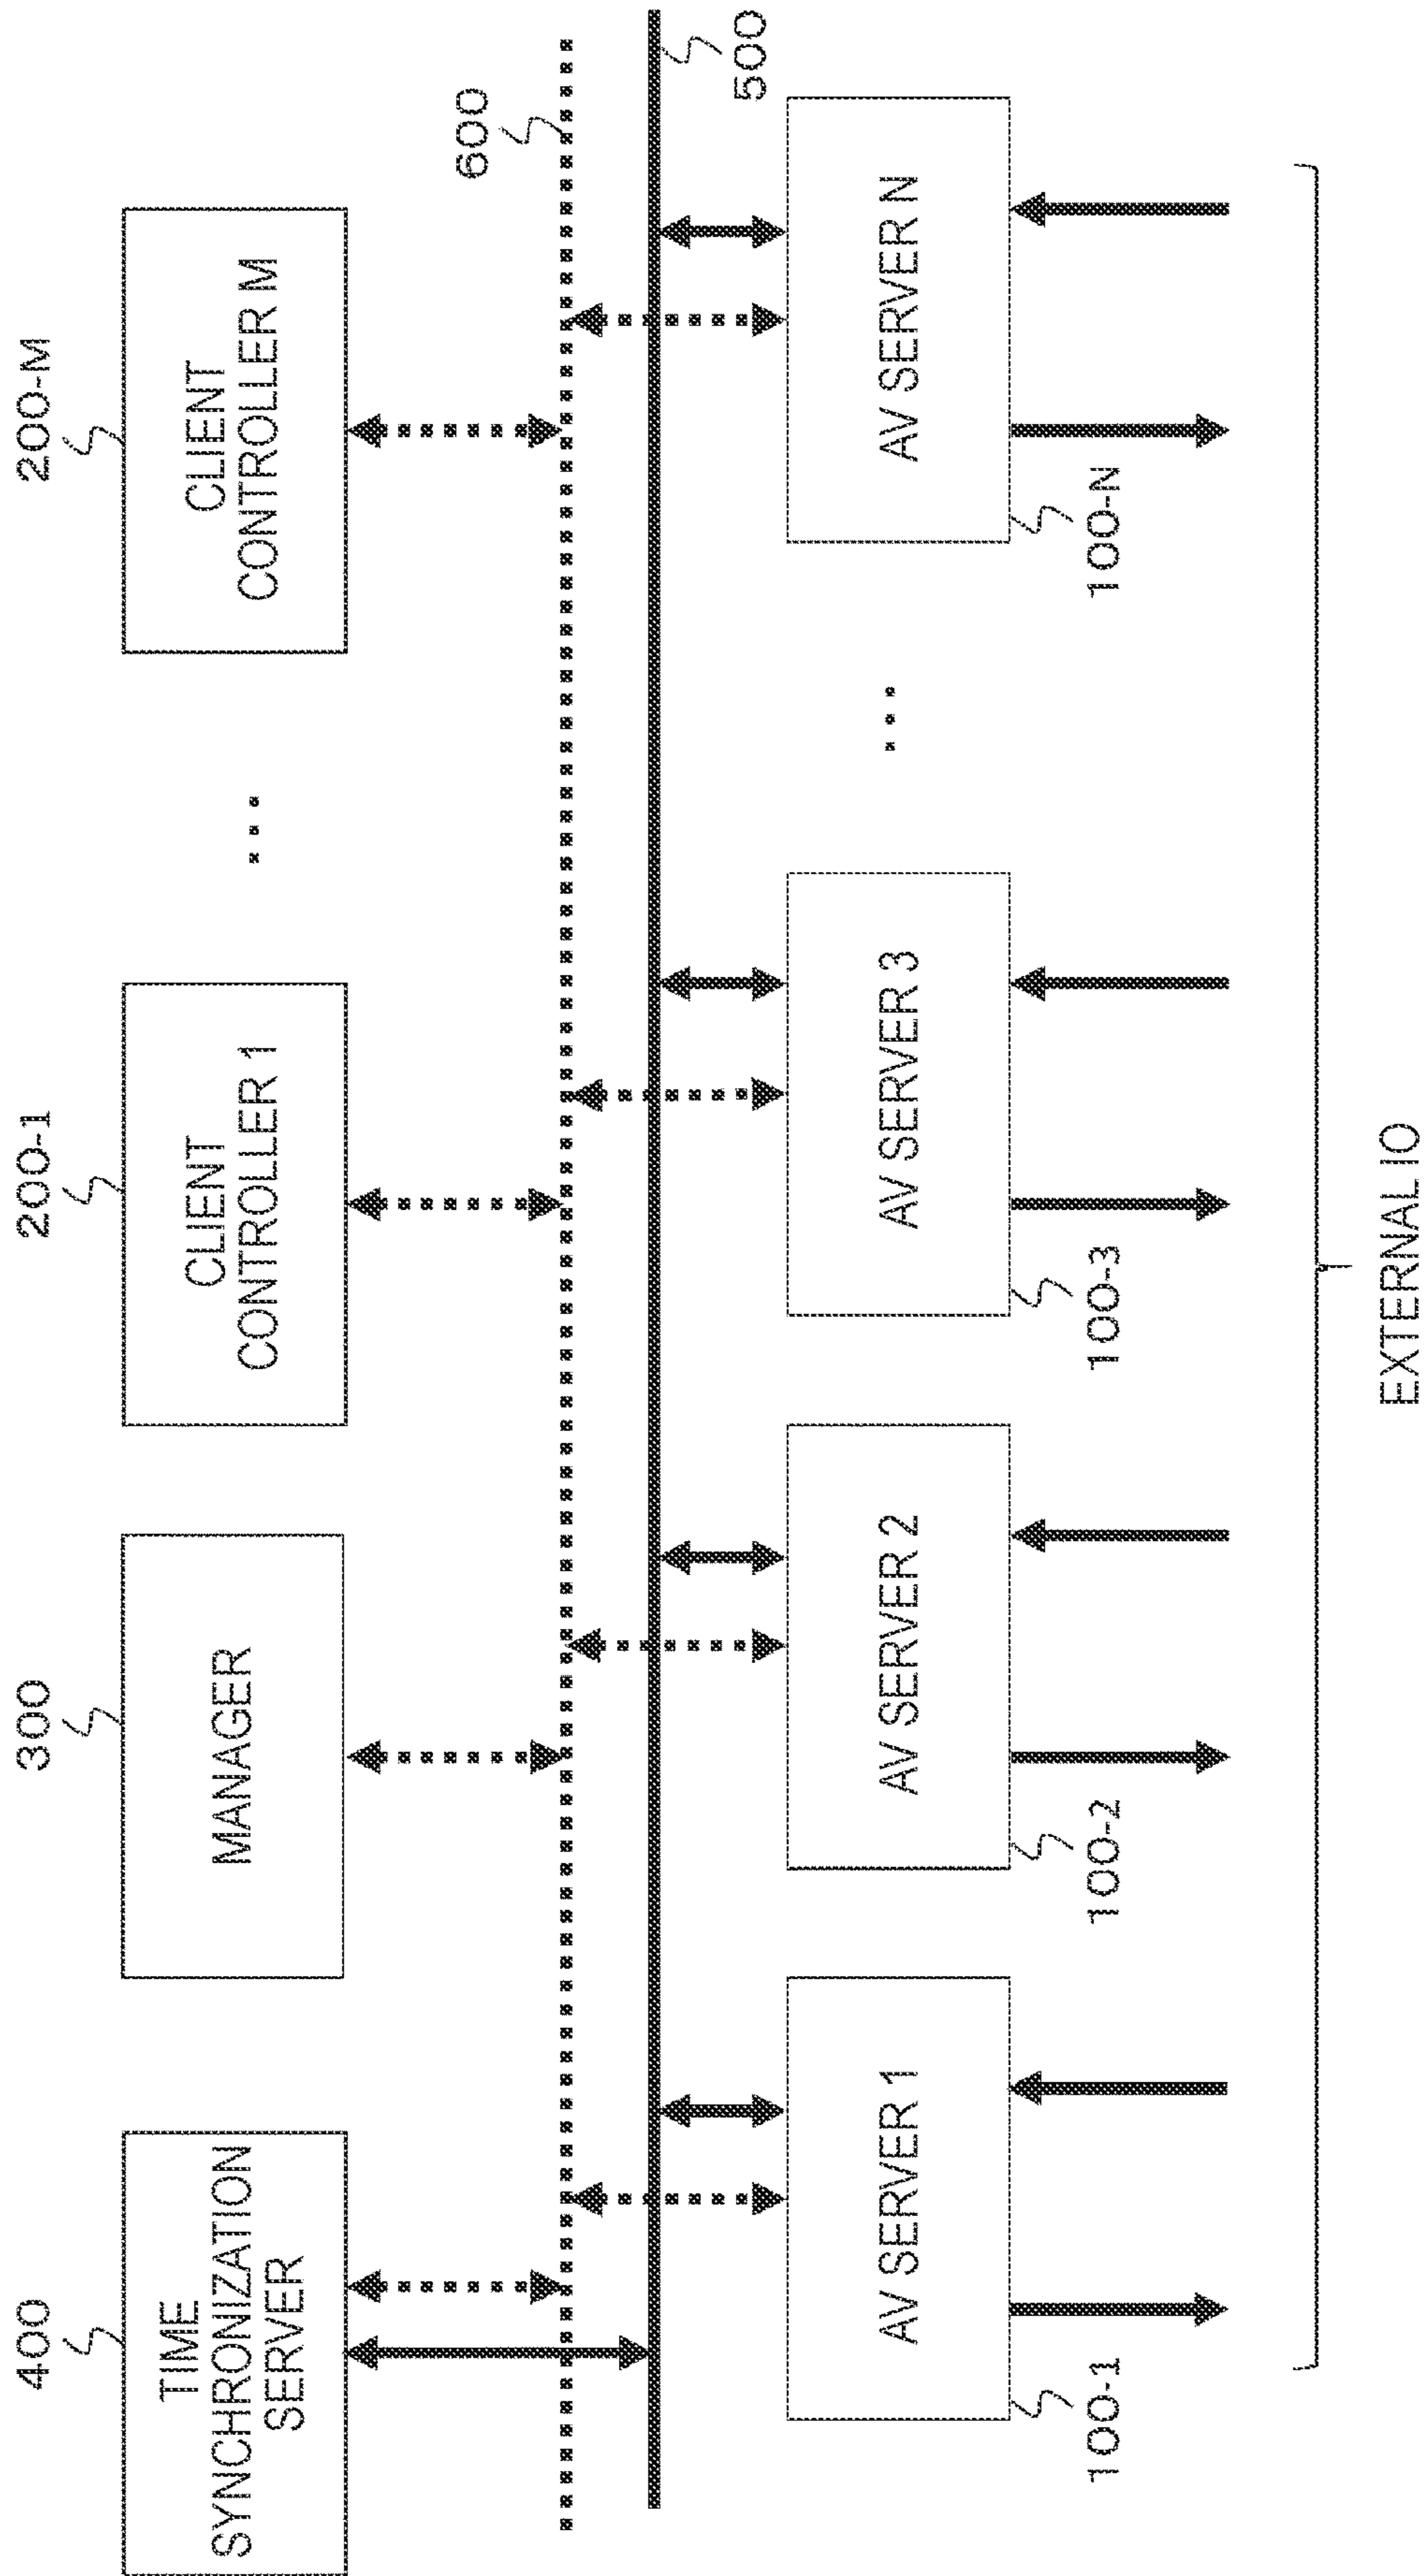 400
300
200-1
200-M
TIME
SYNCHRONIZATION
SERVER
MANAGER
CLIENT
CONTROLLER 1
...
CLIENT
CONTROLLER M
600
500
AV SERVER 1
AV SERVER 2
AV SERVER 3
...
AV SERVER N
100-1
100-2
100-3
100-N
EXTERNAL IO